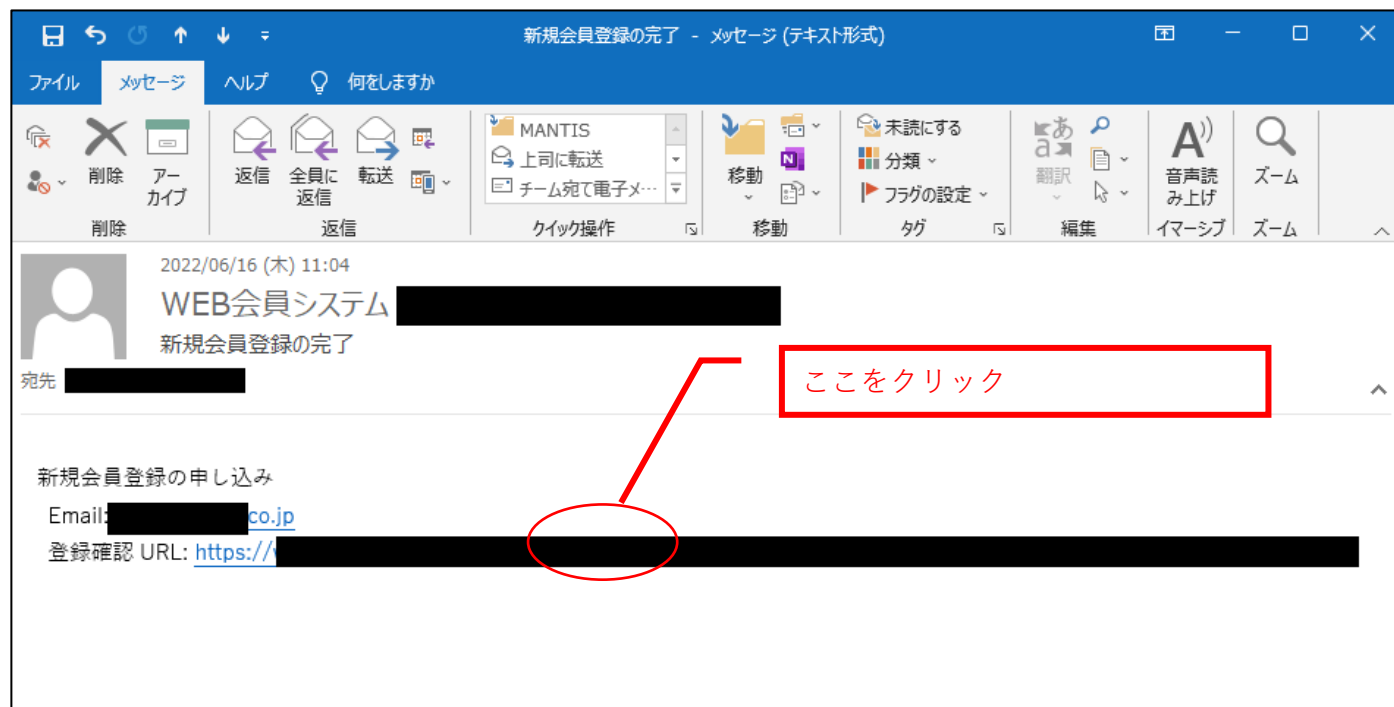 新規会員登録の完了 - メッセージ (テキスト形式)
ファイル メッセージ ヘルプ 何をしますか
削除
アーカイブ
削除
返信
全員に返信
転送
返信
MANTIS
上司に転送
チーム宛て電子メ…
クイック操作
移動
移動
未読にする
分類
フラグの設定
タグ
翻訳
編集
音声読み上げ
イマーシブ
ズーム
ズーム
2022/06/16 (木) 11:04
WEB会員システム
新規会員登録の完了
宛先
ここをクリック
新規会員登録の申し込み
Email: co.jp
登録確認 URL: https://